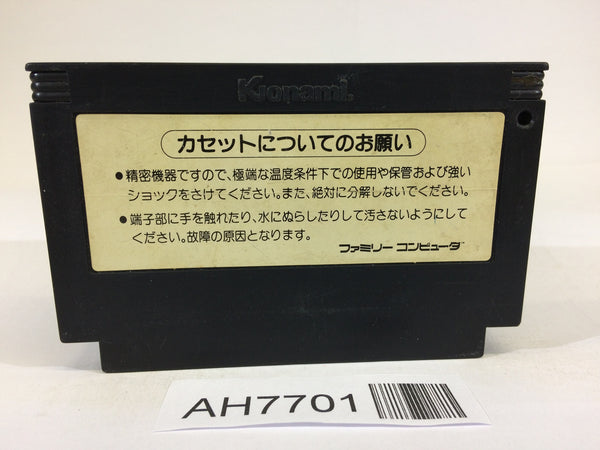 Konami
カセットについてのお願い
●精密機器ですので、極端な温度条件下での使用や保管および強い
ショックをさけてください。また、絶対に分解しないでください。
●端子部に手を触れたり、水にぬらしたりして汚さないようにして
ください。故障の原因となります。
ファミリー コンピュータ™
AH7701